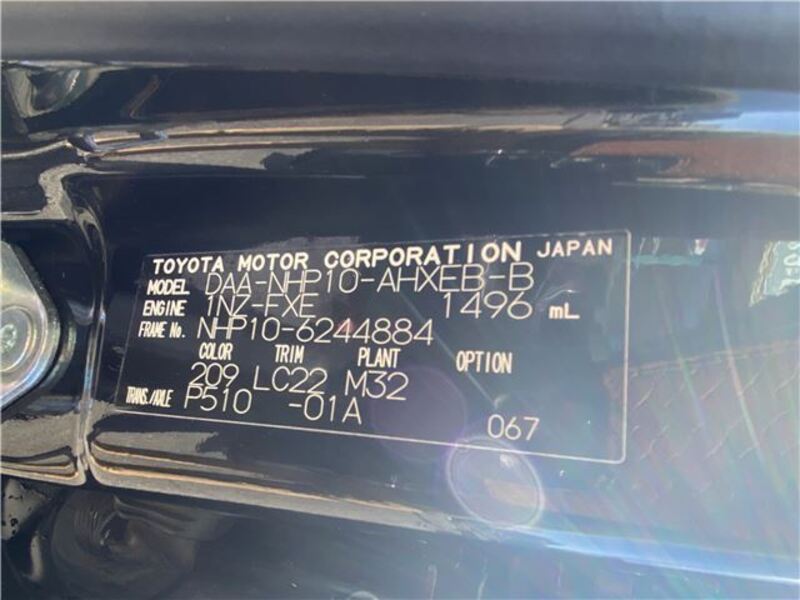 TOYOTA MOTOR CORPORATION JAPAN
MODEL DAA-NHP10-AHXEB-B
ENGINE 1NZ-FXE 1496 mL
FRAME No. NHP10-6244884
COLOR TRIM PLANT OPTION
209 LC22 M32
TRANS./AXLE P510 -01A
067